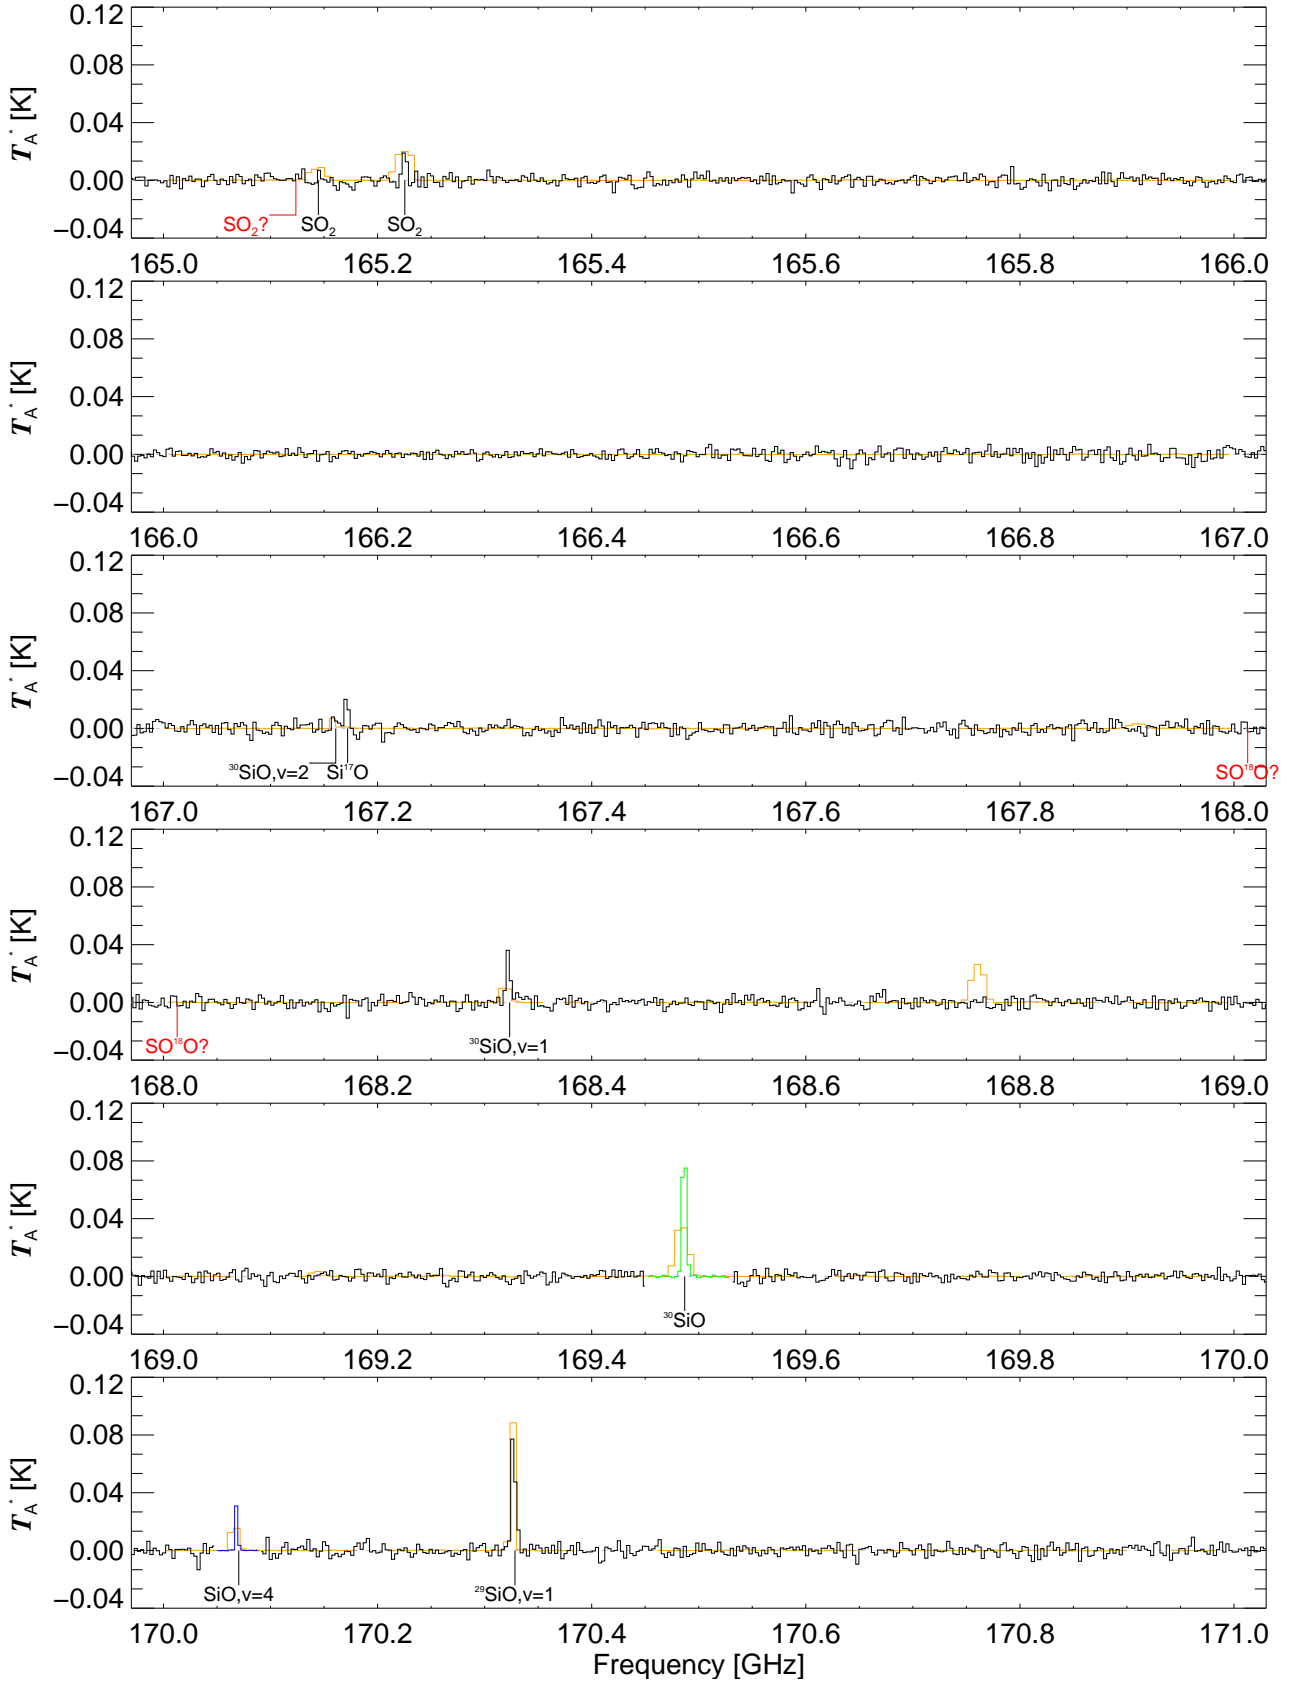 0.12
0.08
0.04
0.00
−0.04
T_A^* [K]
SO₂? SO₂ SO₂
165.0 165.2 165.4 165.6 165.8 166.0
0.12
0.08
0.04
0.00
−0.04
T_A^* [K]
166.0 166.2 166.4 166.6 166.8 167.0
0.12
0.08
0.04
0.00
−0.04
T_A^* [K]
³⁰SiO,v=2 Si¹⁷O SO¹⁸O?
167.0 167.2 167.4 167.6 167.8 168.0
0.12
0.08
0.04
0.00
−0.04
T_A^* [K]
SO¹⁸O? ³⁰SiO,v=1
168.0 168.2 168.4 168.6 168.8 169.0
0.12
0.08
0.04
0.00
−0.04
T_A^* [K]
³⁰SiO
169.0 169.2 169.4 169.6 169.8 170.0
0.12
0.08
0.04
0.00
−0.04
T_A^* [K]
SiO,v=4 ²⁹SiO,v=1
170.0 170.2 170.4 170.6 170.8 171.0
Frequency [GHz]